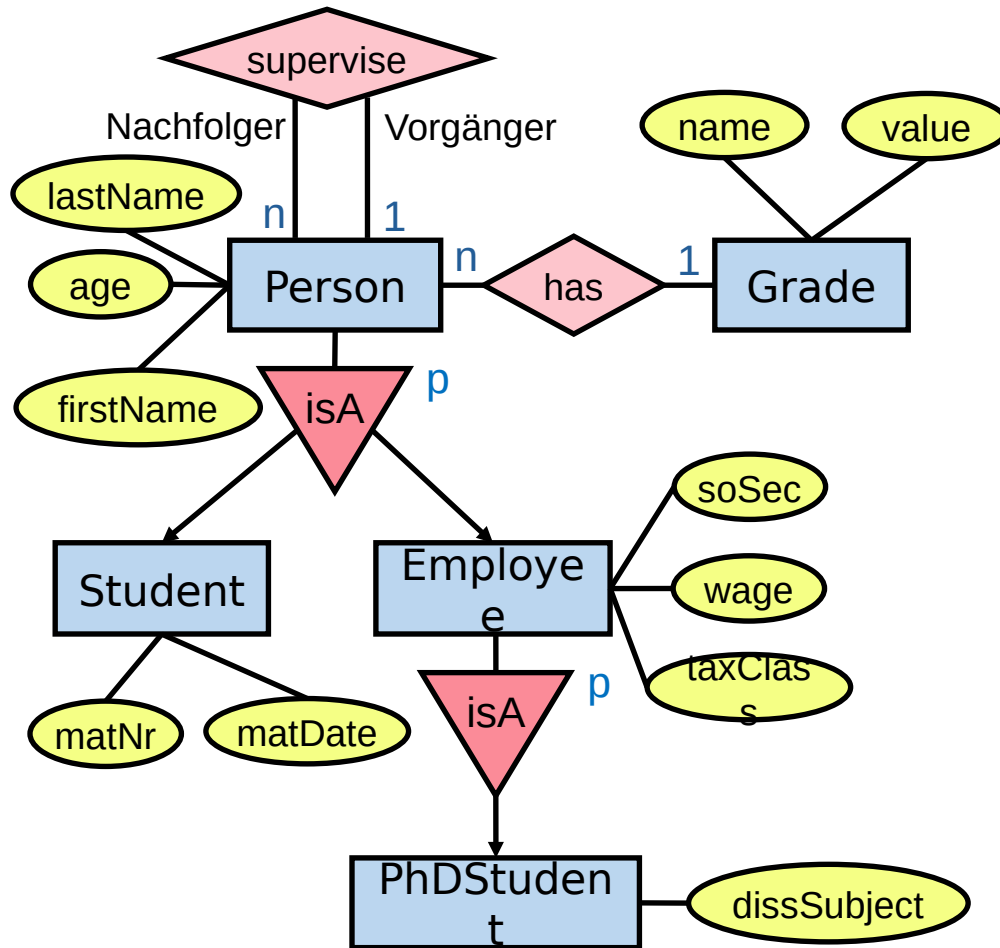 supervise
Nachfolger
Vorgänger
name
value
lastName
n
1
n
1
age
Person
has
Grade
firstName
isA
p
soSec
Student
Employe
e
wage
taxClas
s
isA
p
matNr
matDate
PhDStuden
t
dissSubject